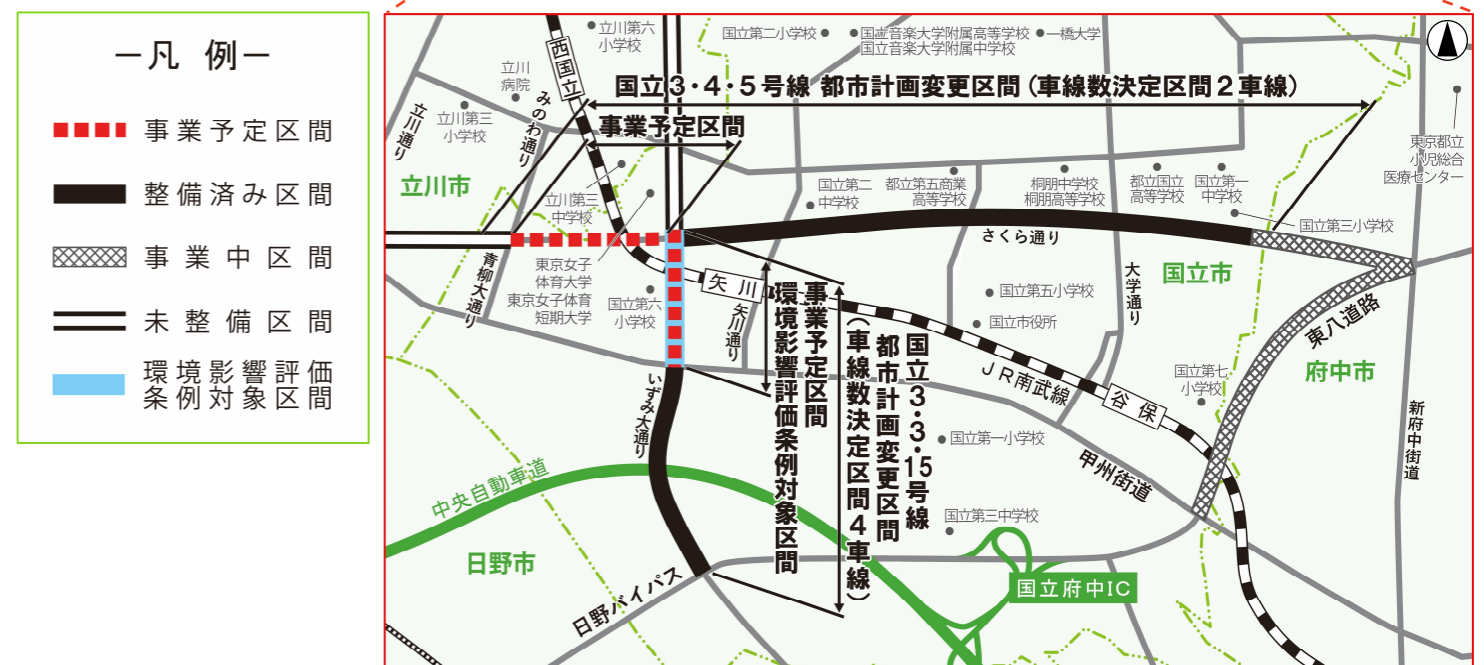 ―凡 例―
事業予定区間
整備済み区間
事業中区間
未整備区間
環境影響評価
条例対象区間
西国立
立川第六
小学校
国立第二小学校
国立音楽大学附属高等学校
国立音楽大学附属中学校
一橋大学
立川
病院
立川通り
立川第三
小学校
みのわ通り
国立3・4・5号線 都市計画変更区間(車線数決定区間2車線)
事業予定区間
東京都立
小児総合
医療センター
立川市
立川第三
中学校
国立第二
中学校
都立第五商業
高等学校
桐朋中学校
桐朋高等学校
都立国立
高等学校
国立第一
中学校
国立第三小学校
さくら通り
青柳大通り
東京女子
体育大学
東京女子体育
短期大学
国立第六
小学校
矢川
矢川通り
国立第五小学校
国立市役所
大学通り
国立市
東八道路
府中市
事業予定区間
環境影響評価条例対象区間
国立3・3・15号線
都市計画変更区間
(車線数決定区間4車線)
JR南武線
谷保
国立第七
小学校
新府中街道
いずみ大通り
国立第一小学校
甲州街道
中央自動車道
国立第三中学校
日野市
日野バイパス
国立府中IC